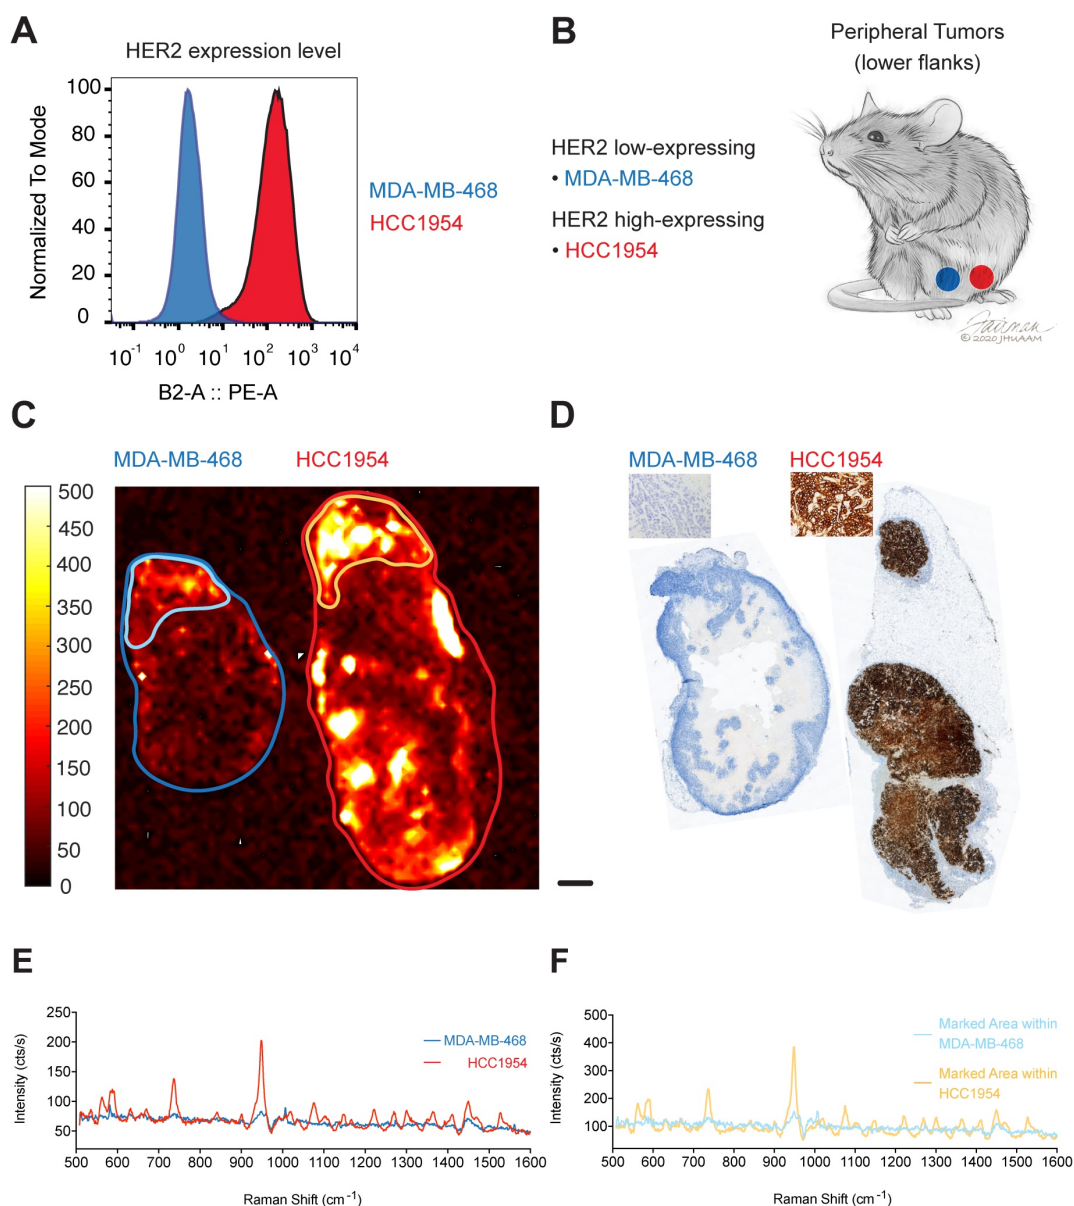 A
HER2 expression level
Normalized To Mode
100
80
60
40
20
0
10-1 100 101 102 103 104
B2-A :: PE-A
MDA-MB-468
HCC1954
B
Peripheral Tumors
(lower flanks)
HER2 low-expressing
• MDA-MB-468
HER2 high-expressing
• HCC1954
Fairman
© 2020 JHUAAM
C
MDA-MB-468 HCC1954
500
450
400
350
300
250
200
150
100
50
0
D
MDA-MB-468 HCC1954
E
Intensity (cts/s)
250
200
150
100
50
500 600 700 800 900 1000 1100 1200 1300 1400 1500 1600
Raman Shift (cm-1)
MDA-MB-468
HCC1954
F
Intensity (cts/s)
500
400
300
200
100
500 600 700 800 900 1000 1100 1200 1300 1400 1500 1600
Raman Shift (cm-1)
Marked Area within
MDA-MB-468
Marked Area within
HCC1954